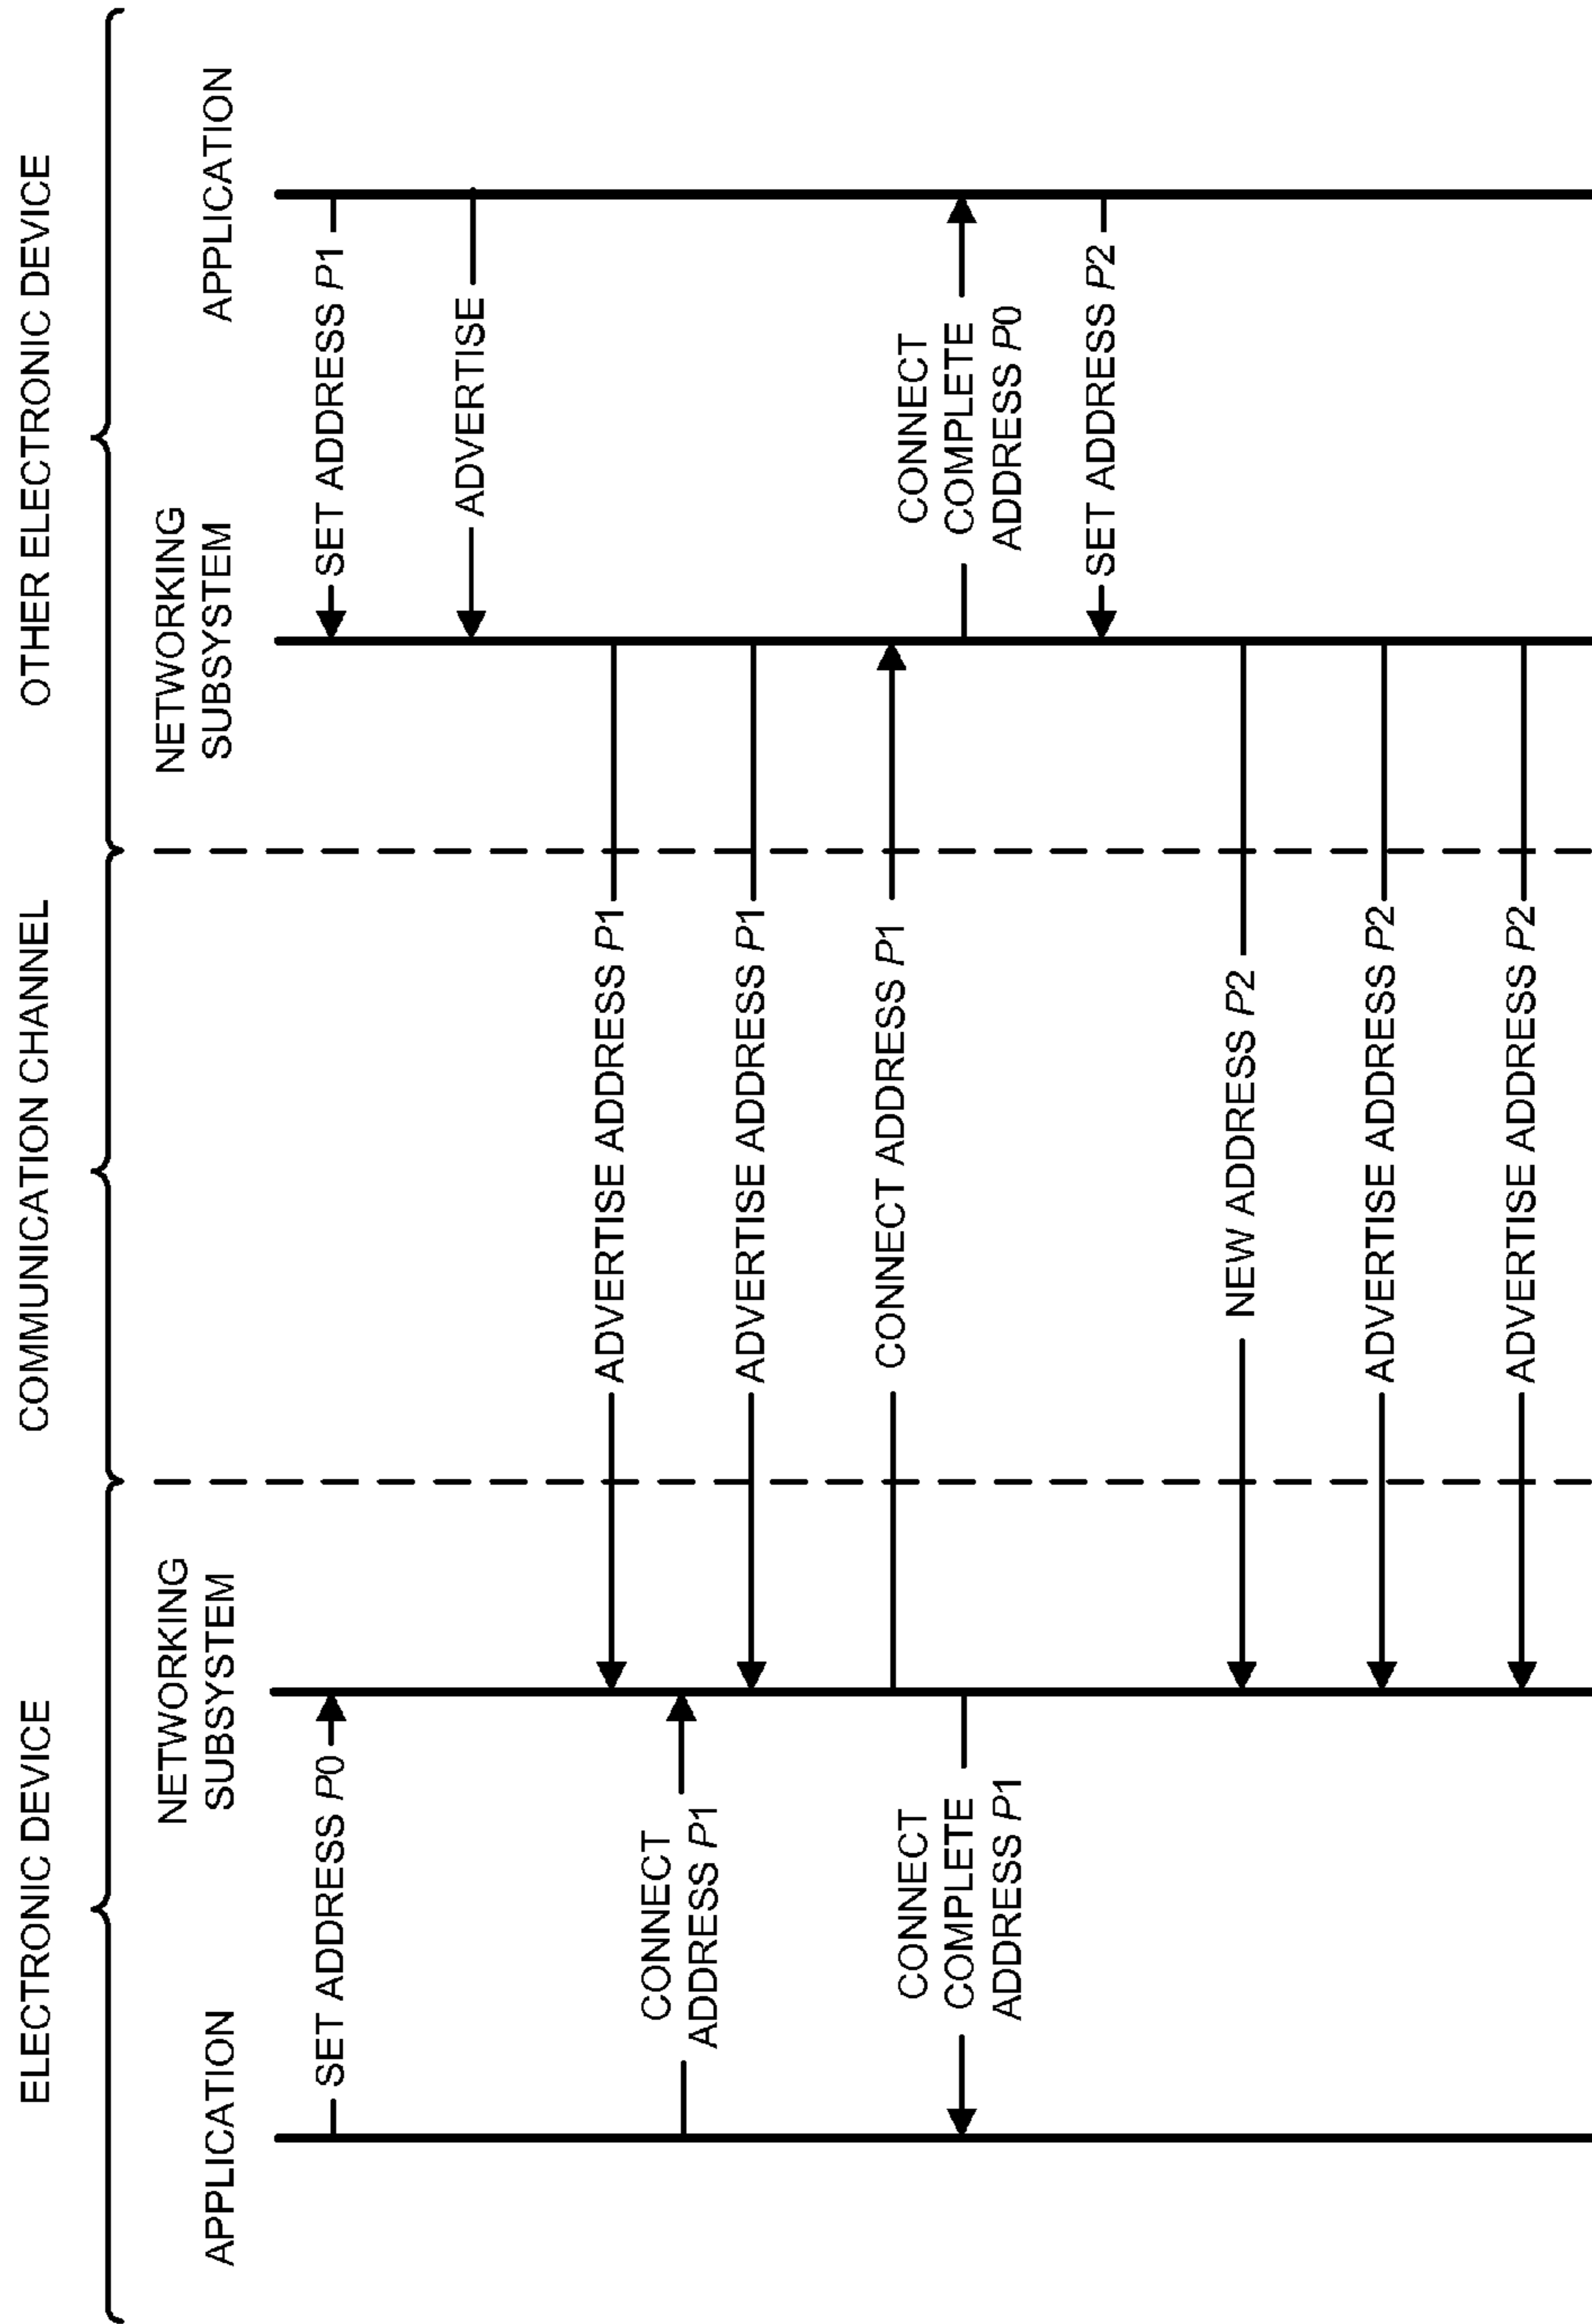 ELECTRONIC DEVICE
COMMUNICATION CHANNEL
OTHER ELECTRONIC DEVICE
APPLICATION
NETWORKING
SUBSYSTEM
NETWORKING
SUBSYSTEM
APPLICATION
SET ADDRESS P0
SET ADDRESS P1
ADVERTISE
ADVERTISE ADDRESS P1
CONNECT
ADDRESS P1
ADVERTISE ADDRESS P1
CONNECT ADDRESS P1
CONNECT
COMPLETE
ADDRESS P1
CONNECT
COMPLETE
ADDRESS P0
SET ADDRESS P2
NEW ADDRESS P2
ADVERTISE ADDRESS P2
ADVERTISE ADDRESS P2